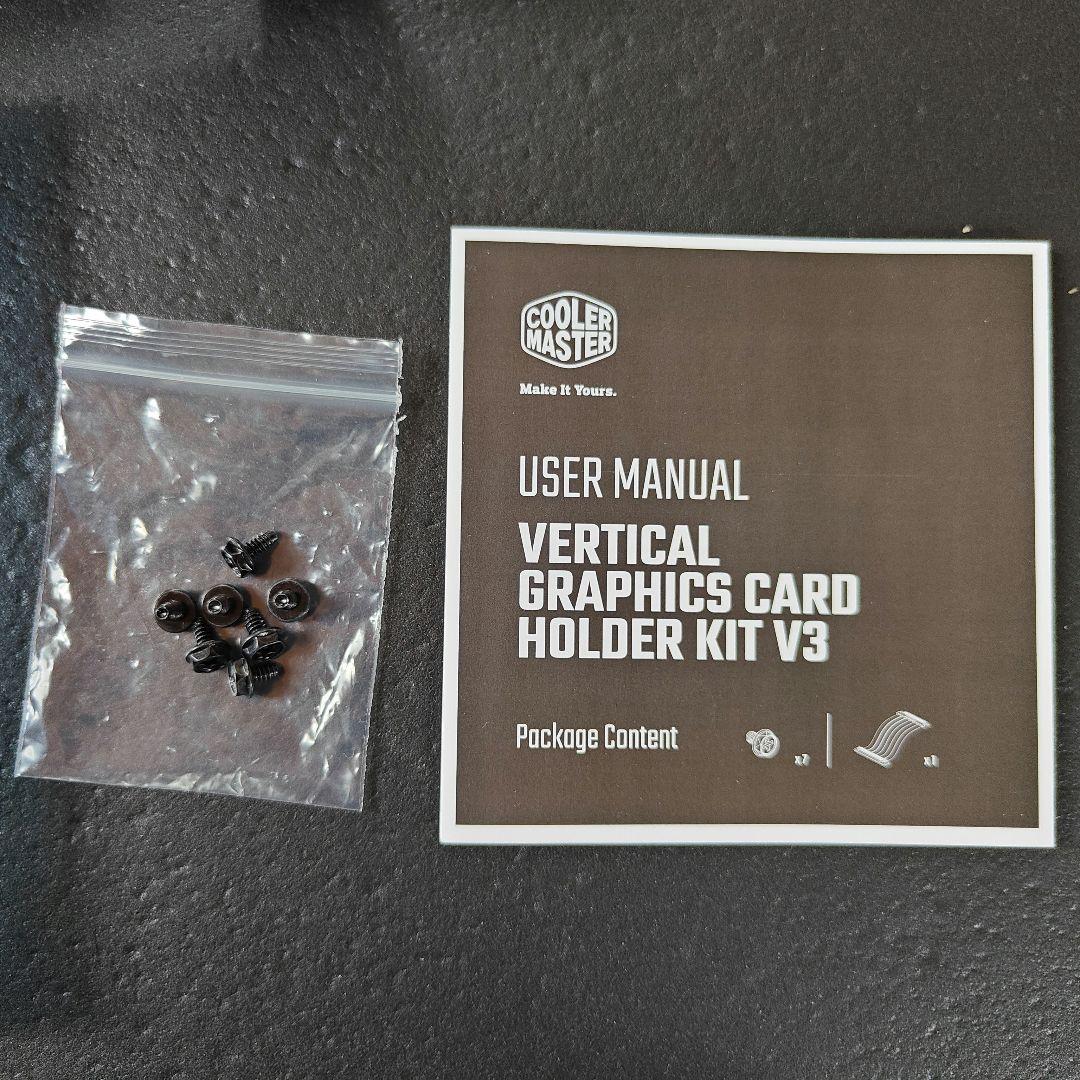 COOLER
MASTER
Make It Yours.
USER MANUAL
VERTICAL
GRAPHICS CARD
HOLDER KIT V3
Package Content
x7
x1